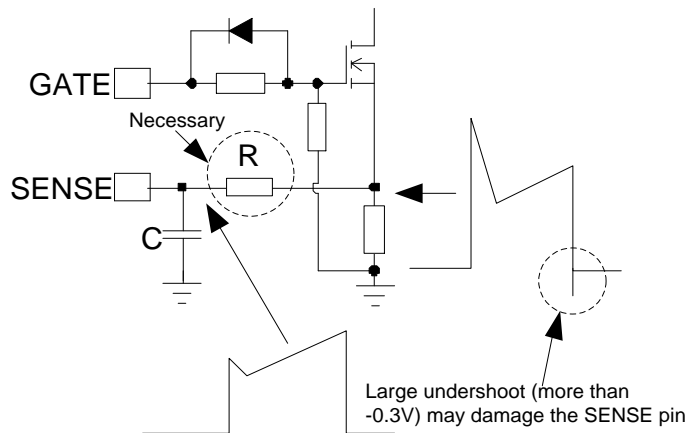 GATE
Necessary
R
SENSE
C
Large undershoot (more than
-0.3V) may damage the SENSE pin